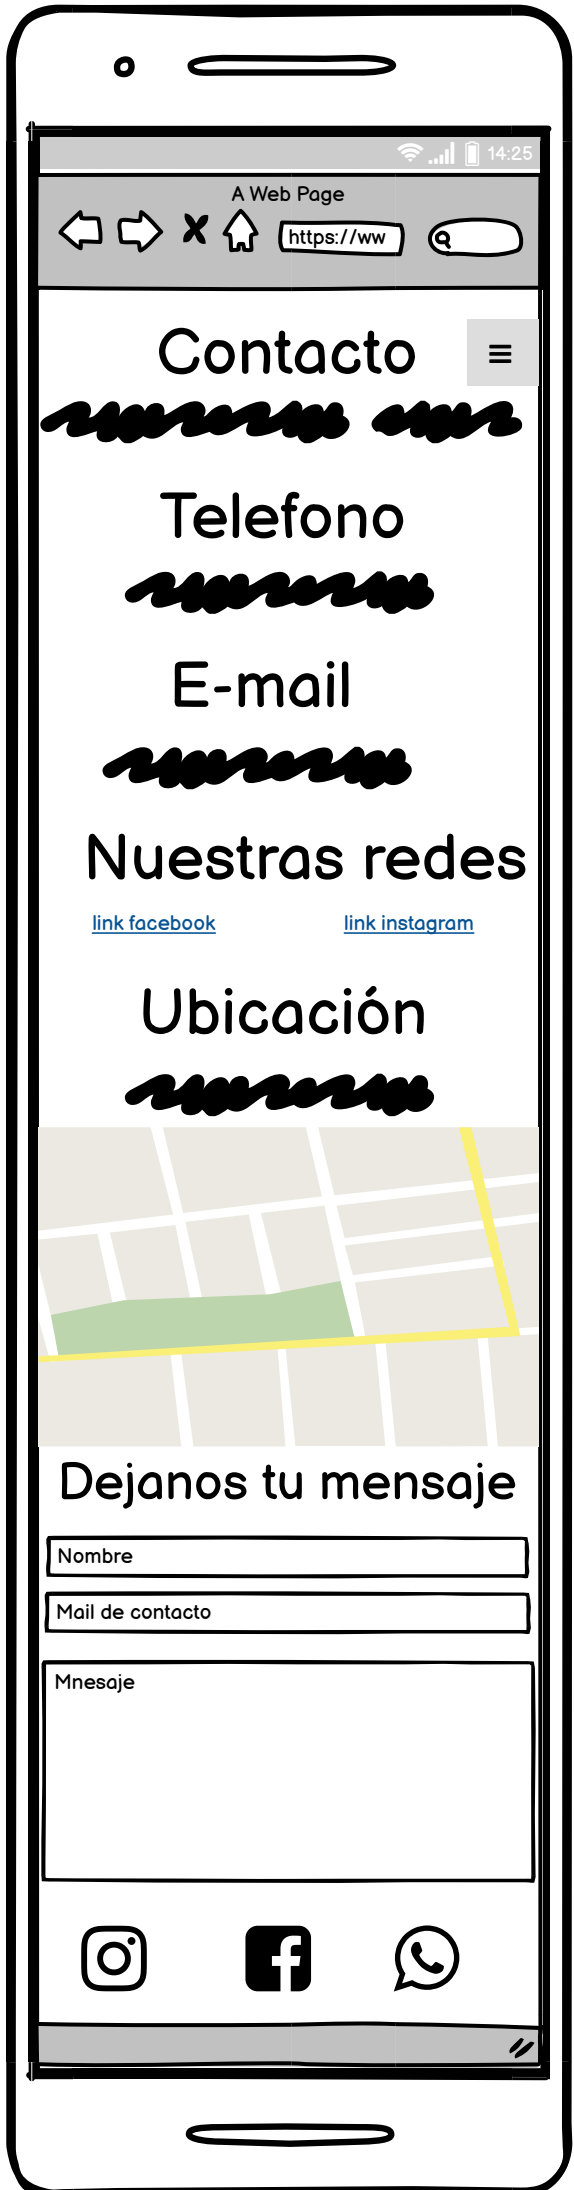 14:25
A Web Page
https://ww
Contacto
Telefono
E-mail
Nuestras redes
link facebook link instagram
Ubicación
Dejanos tu mensaje
Nombre
Mail de contacto
Mnesaje